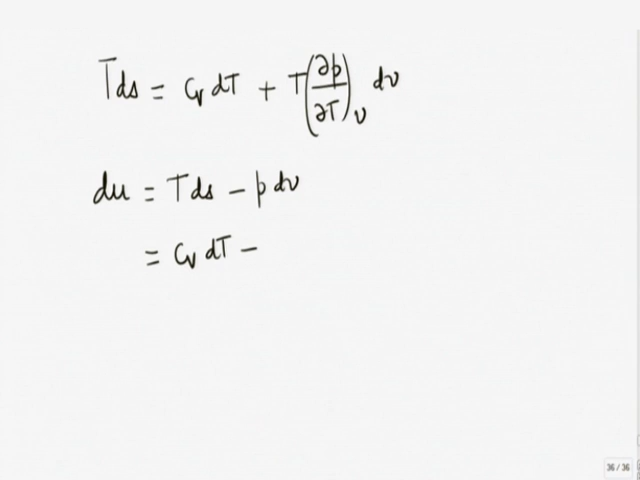 Tds = Cv dT + T(∂p/∂T)v dv
du = Tds − p dv
= Cv dT −
36 / 36